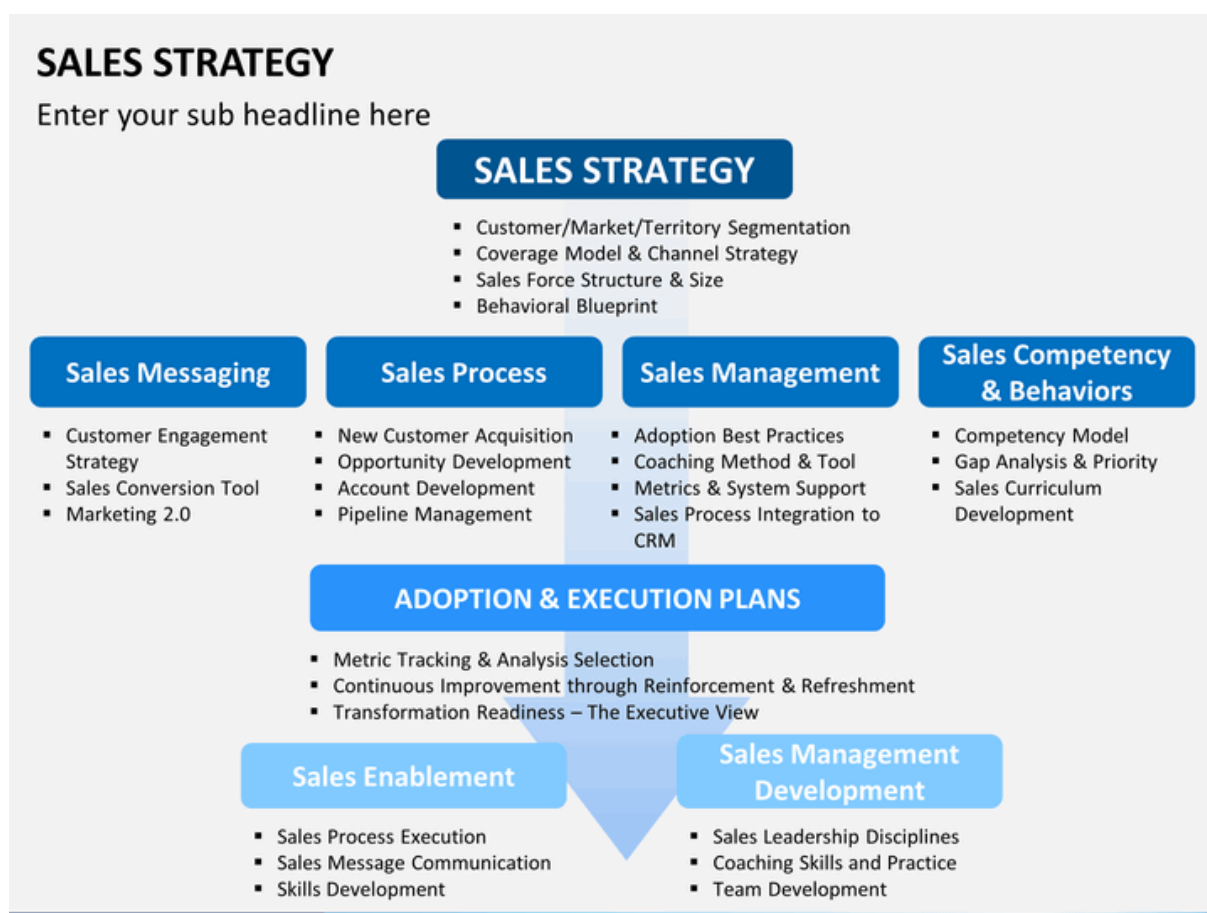 SALES STRATEGY
Enter your sub headline here
SALES STRATEGY
▪ Customer/Market/Territory Segmentation
▪ Coverage Model & Channel Strategy
▪ Sales Force Structure & Size
▪ Behavioral Blueprint
Sales Messaging
▪ Customer Engagement
Strategy
▪ Sales Conversion Tool
▪ Marketing 2.0
Sales Process
▪ New Customer Acquisition
▪ Opportunity Development
▪ Account Development
▪ Pipeline Management
Sales Management
▪ Adoption Best Practices
▪ Coaching Method & Tool
▪ Metrics & System Support
▪ Sales Process Integration to
CRM
Sales Competency
& Behaviors
▪ Competency Model
▪ Gap Analysis & Priority
▪ Sales Curriculum
Development
ADOPTION & EXECUTION PLANS
▪ Metric Tracking & Analysis Selection
▪ Continuous Improvement through Reinforcement & Refreshment
▪ Transformation Readiness – The Executive View
Sales Enablement
▪ Sales Process Execution
▪ Sales Message Communication
▪ Skills Development
Sales Management
Development
▪ Sales Leadership Disciplines
▪ Coaching Skills and Practice
▪ Team Development